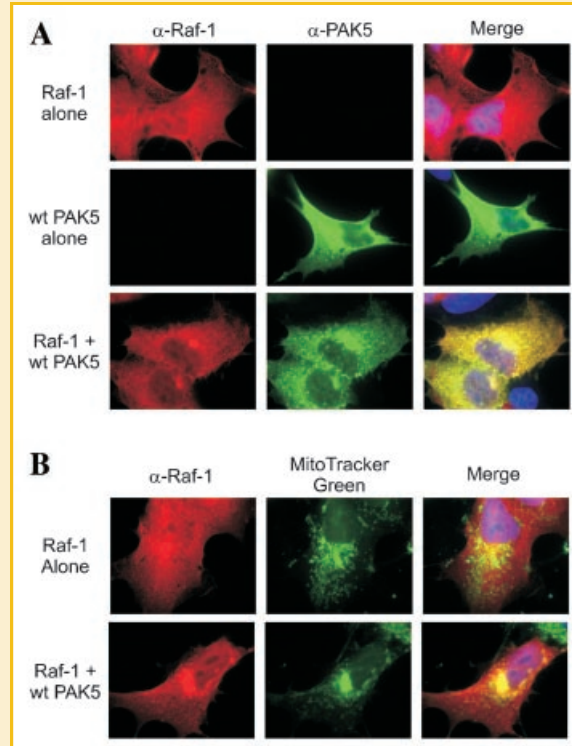 A
α-Raf-1 α-PAK5 Merge
Raf-1
alone
wt PAK5
alone
Raf-1 +
wt PAK5
B
α-Raf-1 MitoTracker
Green Merge
Raf-1
Alone
Raf-1 +
wt PAK5